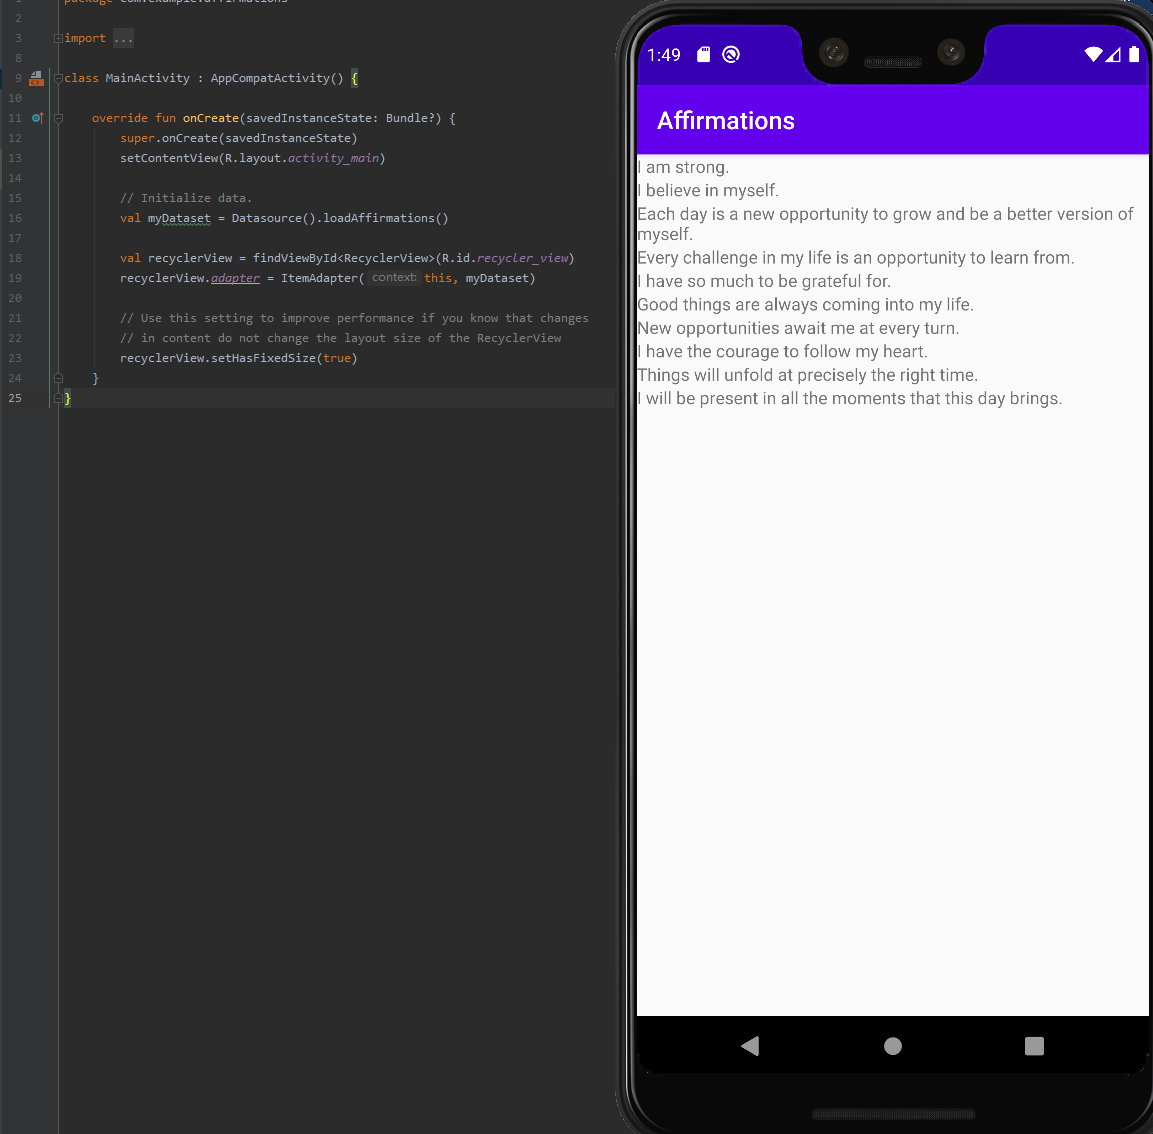 2
3 import ...
8
9 class MainActivity : AppCompatActivity() {
10
11 override fun onCreate(savedInstanceState: Bundle?) {
12 super.onCreate(savedInstanceState)
13 setContentView(R.layout.activity_main)
14
15 // Initialize data.
16 val myDataset = Datasource().loadAffirmations()
17
18 val recyclerView = findViewById<RecyclerView>(R.id.recycler_view)
19 recyclerView.adapter = ItemAdapter( context: this, myDataset)
20
21 // Use this setting to improve performance if you know that changes
22 // in content do not change the layout size of the RecyclerView
23 recyclerView.setHasFixedSize(true)
24 }
25 }
1:49
Affirmations
I am strong.
I believe in myself.
Each day is a new opportunity to grow and be a better version of
myself.
Every challenge in my life is an opportunity to learn from.
I have so much to be grateful for.
Good things are always coming into my life.
New opportunities await me at every turn.
I have the courage to follow my heart.
Things will unfold at precisely the right time.
I will be present in all the moments that this day brings.